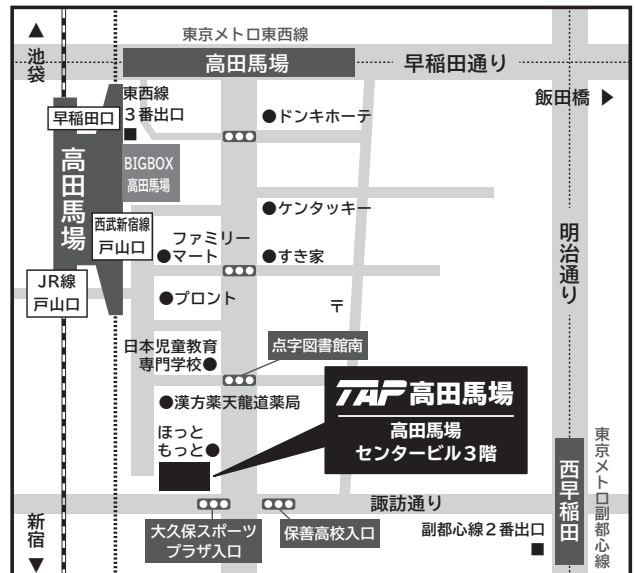 ▲
池袋
東京メトロ東西線
高田馬場
早稲田通り
飯田橋 ▶
早稲田口
東西線
3番出口
■
●ドンキホーテ
高田馬場
BIGBOX
高田馬場
西武新宿線
戸山口
●ケンタッキー
ファミリー
●マート
●すき家
明治通り
JR線
戸山口
●プロント
〒
日本児童教育
専門学校●
点字図書館南
●漢方薬天龍道薬局
TAP 高田馬場
高田馬場
センタービル3階
ほっと
もっと●
諏訪通り
大久保スポーツ
プラザ入口
保善高校入口
副都心線2番出口
■
西早稲田
東京メトロ副都心線
新宿
▼